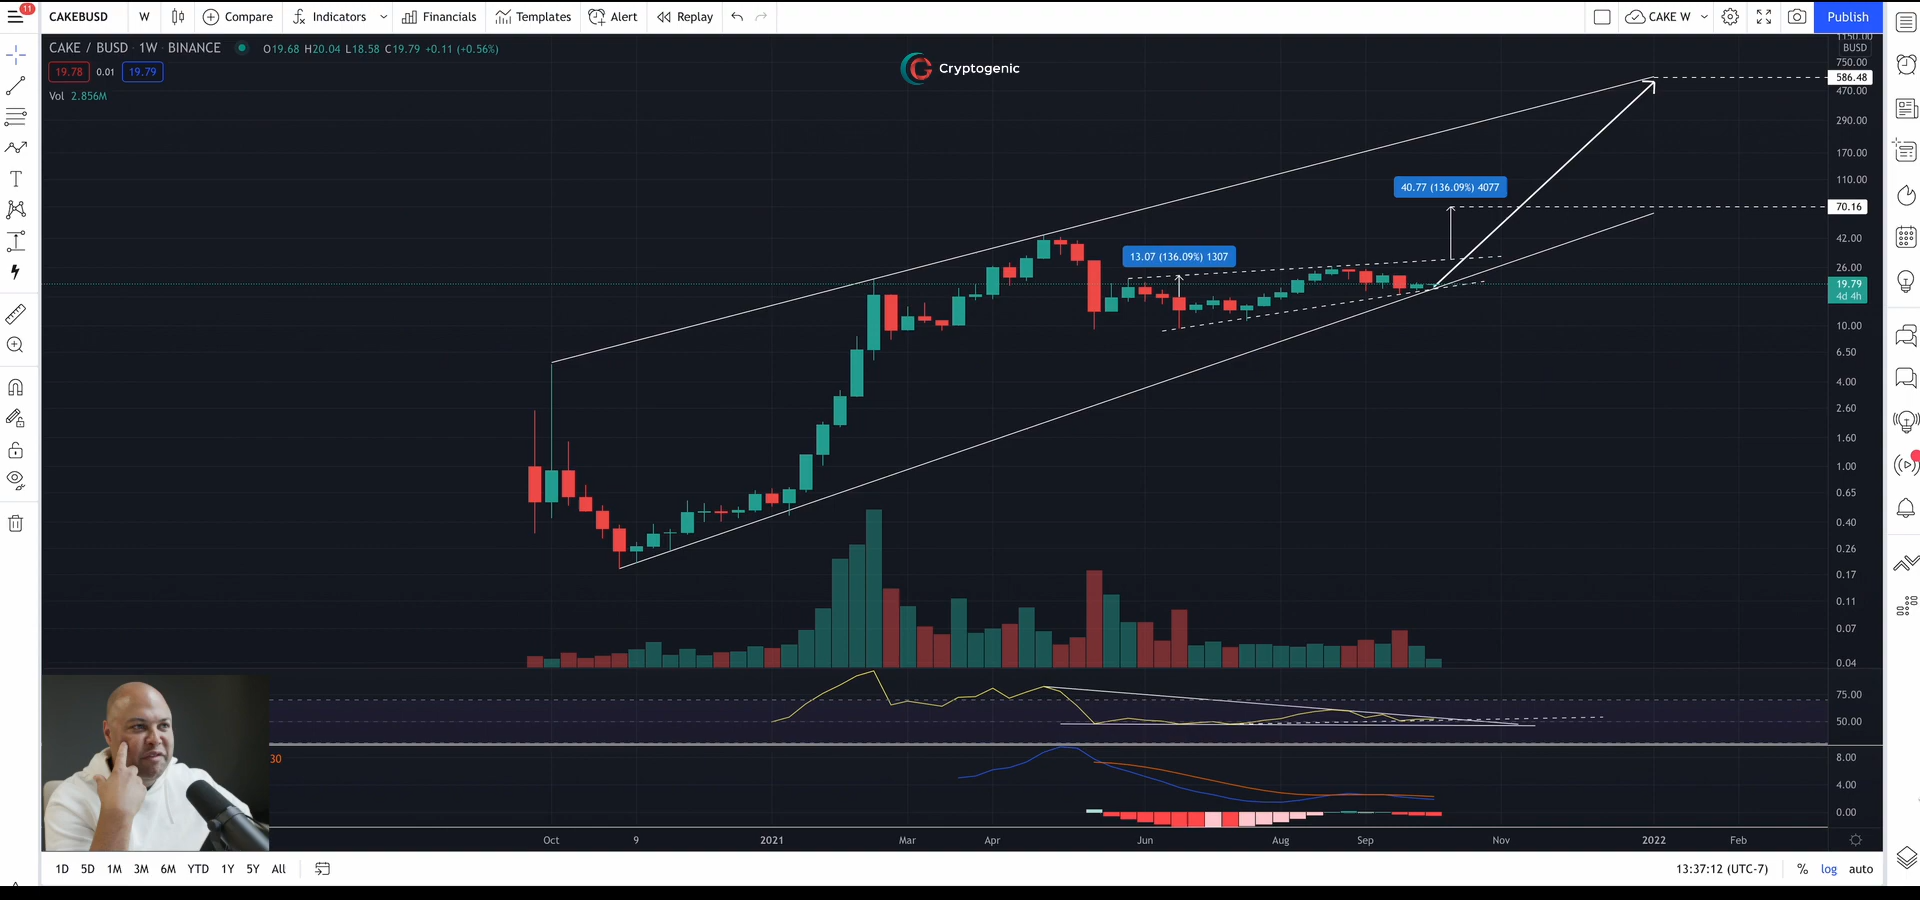 11
CAKEBUSD W Compare Indicators Financials Templates Alert Replay CAKE W Publish
CAKE / BUSD 1W BINANCE O19.68 H20.04 L18.58 C19.79 +0.11 (+0.56%)
19.78 0.01 19.79
Vol 2.856M
Cryptogenic
1150.00
BUSD
750.00
586.48
470.00
290.00
170.00
110.00
40.77 (136.09%) 4077
70.16
42.00
13.07 (136.09%) 1307
26.00
19.79
4d 4h
10.00
6.50
4.00
2.60
1.60
1.00
0.65
0.40
0.26
0.17
0.11
0.07
0.04
75.00
50.00
30
8.00
4.00
0.00
Oct 9 2021 Mar Apr Jun Aug Sep Nov 2022 Feb
1D 5D 1M 3M 6M YTD 1Y 5Y All 13:37:12 (UTC-7) % log auto